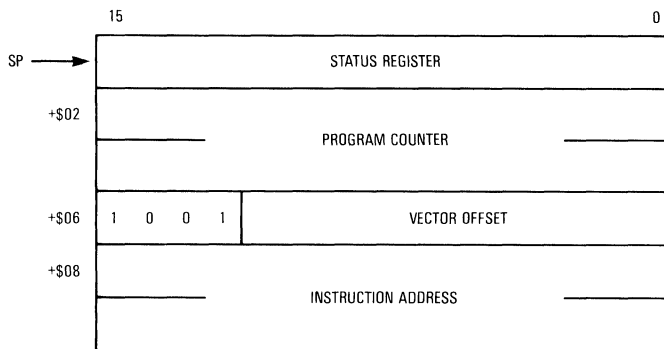 15 0
SP STATUS REGISTER
+$02
PROGRAM COUNTER
+$06 1 0 0 1 VECTOR OFFSET
+$08
INSTRUCTION ADDRESS